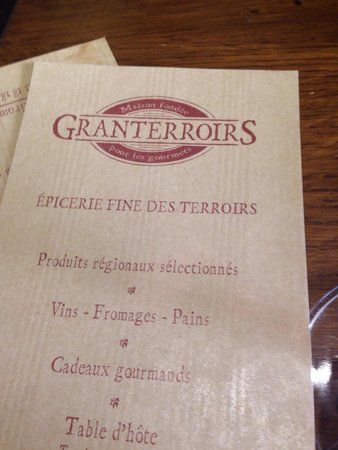 Maison fondée
GRANTERROIRS
pour les gourmets
ÉPICERIE FINE DES TERROIRS
Produits régionaux sélectionnés
Vins - Fromages - Pains
Cadeaux gourmands
Table d'hôte